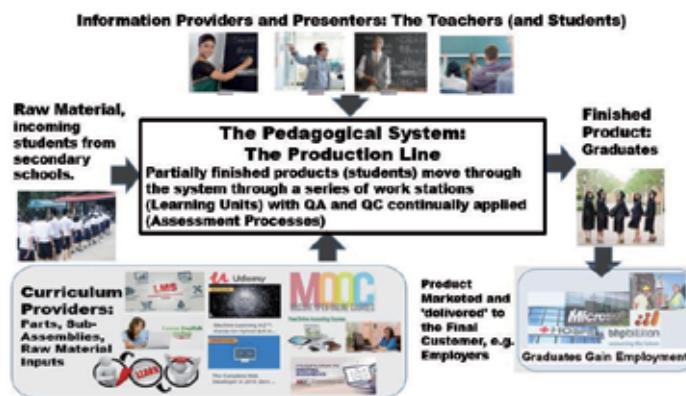 Information Providers and Presenters: The Teachers (and Students)
Raw Material,
incoming
students from
secondary
schools.
The Pedagogical System:
The Production Line
Partially finished products (students) move through
the system through a series of work stations
(Learning Units) with QA and QC continually applied
(Assessment Processes)
Finished
Product:
Graduates
Curriculum
Providers:
Parts, Sub-
Assemblies,
Raw Material
Inputs
LMS
Udemy
MOOC
LEARN
Product
Marketed and
'delivered' to
the Final
Customer, e.g.
Employers
Microsoft
HOSPITAL
bhpbilliton
Graduates Gain Employment